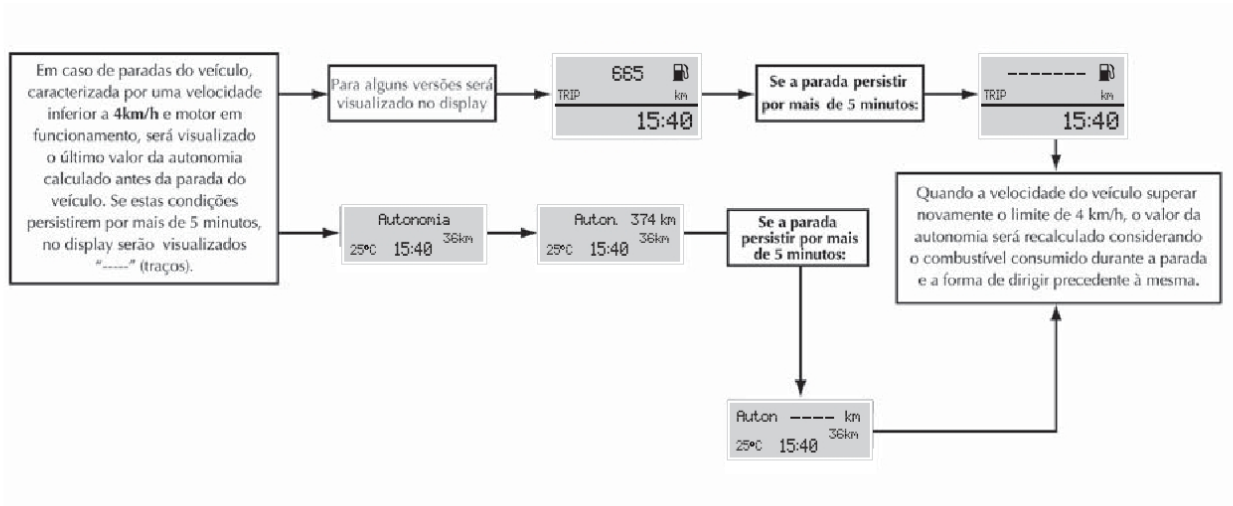 Em caso de paradas do veículo,
caracterizada por uma velocidade
inferior a 4km/h e motor em
funcionamento, será visualizado
o último valor da autonomia
calculado antes da parada do
veículo. Se estas condições
persistirem por mais de 5 minutos,
no display serão visualizados
“-----” (traços).
Para alguns versões será
visualizado no display
665
TRIP km
15:40
Se a parada persistir
por mais de 5 minutos:
-------
TRIP km
15:40
Autonomia
36km
25ºC 15:40
Auton. 374 km
36km
25ºC 15:40
Se a parada
persistir por mais
de 5 minutos:
Auton ---- km
36km
25ºC 15:40
Quando a velocidade do veículo superar
novamente o limite de 4 km/h, o valor da
autonomia será recalculado considerando
o combustível consumido durante a parada
e a forma de dirigir precedente à mesma.